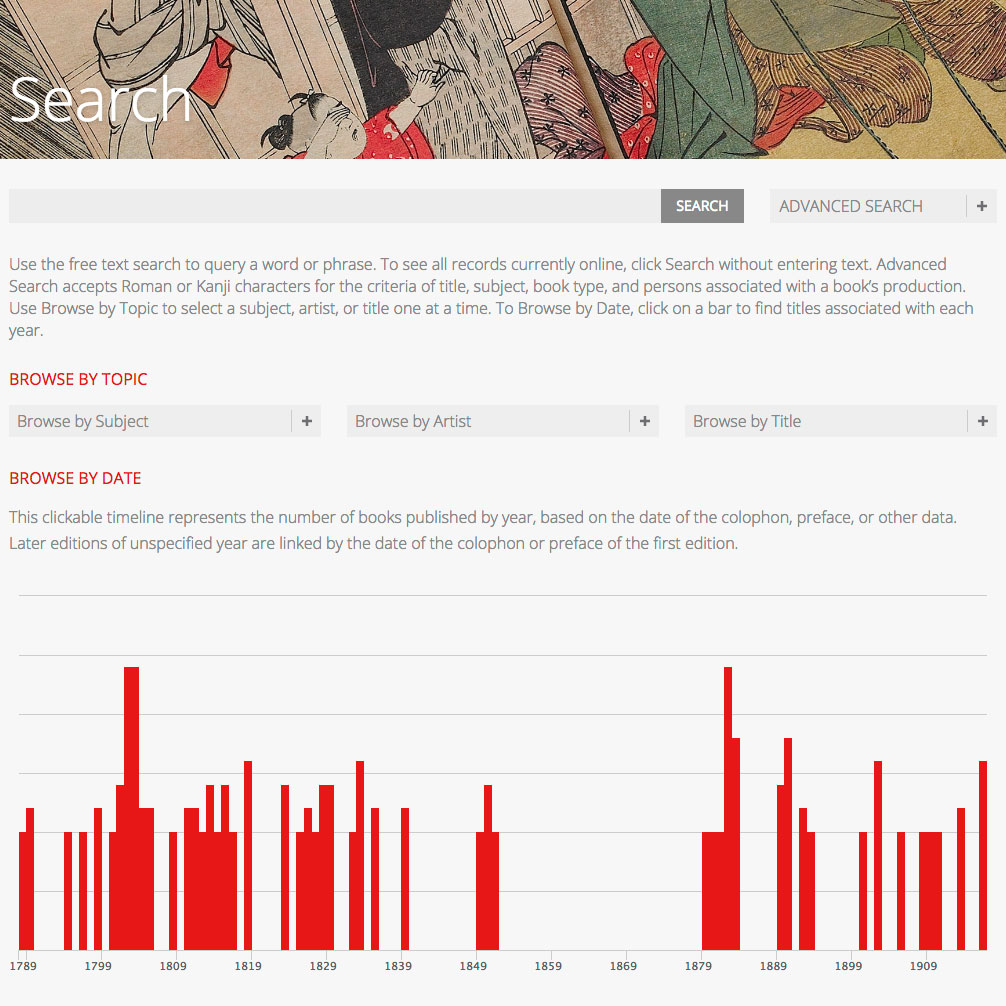 Search
SEARCH
ADVANCED SEARCH +
Use the free text search to query a word or phrase. To see all records currently online, click Search without entering text. Advanced
Search accepts Roman or Kanji characters for the criteria of title, subject, book type, and persons associated with a book’s production.
Use Browse by Topic to select a subject, artist, or title one at a time. To Browse by Date, click on a bar to find titles associated with each
year.
BROWSE BY TOPIC
Browse by Subject +
Browse by Artist +
Browse by Title +
BROWSE BY DATE
This clickable timeline represents the number of books published by year, based on the date of the colophon, preface, or other data.
Later editions of unspecified year are linked by the date of the colophon or preface of the first edition.
1789 1799 1809 1819 1829 1839 1849 1859 1869 1879 1889 1899 1909